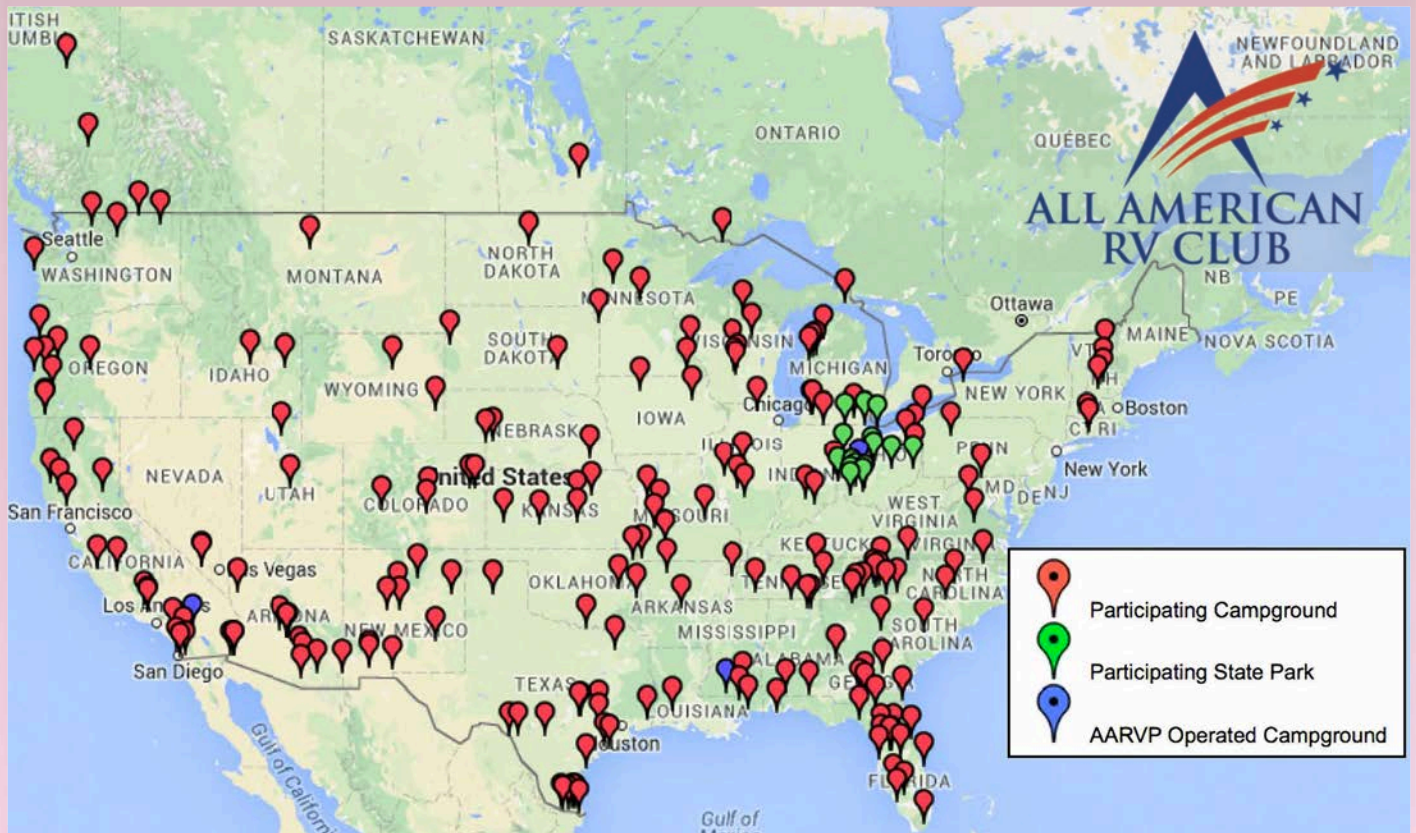 ITISH
UMBI
SASKATCHEWAN
NEWFOUNDLAND
AND LABRADOR
ONTARIO
QUÉBEC
ALL AMERICAN
RV CLUB
Seattle
WASHINGTON
MONTANA
NORTH
DAKOTA
MINNESOTA
NB
PE
Ottawa
MAINE
NOVA SCOTIA
OREGON
IDAHO
SOUTH
DAKOTA
WISCONSIN
MICHIGAN
Toronto
VT
NH
WYOMING
NEW YORK
Chicago
IOWA
Boston
CT RI
NEBRASK
ILLINOIS
PENN
NEVADA
United States
INDIANA
OHIO
New York
UTAH
COLORADO
KANSAS
MISSOURI
MD
DE
NJ
WEST
VIRGINIA
San Francisco
CALIFORNIA
KENTUCKY
VIRGINIA
Las Vegas
OKLAHOMA
TENNESSEE
NORTH
CAROLINA
Los Angeles
ARIZONA
NEW MEXICO
ARKANSAS
MISSISSIPPI
SOUTH
CAROLINA
San Diego
ALABAMA
TEXAS
LOUISIANA
GEORGIA
Houston
Gulf of California
FLORIDA
Gulf of
Mexico
Participating Campground
Participating State Park
AARVP Operated Campground